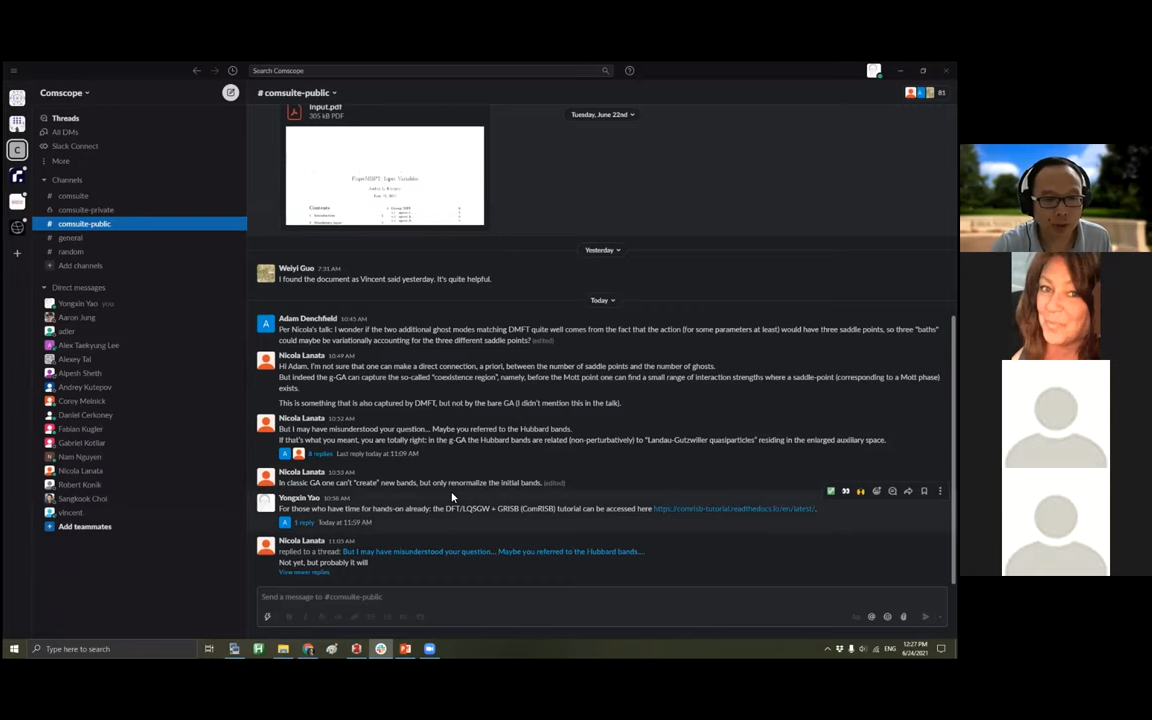 Search Comscope
Comscope
# comsuite-public
81
Threads
All DMs
Slack Connect
More
Channels
# comsuite
comsuite-private
# comsuite-public
# general
# random
Add channels
Direct messages
Yongxin Yao you
Aaron Jung
adler
Alex Taekyung Lee
Alexey Tal
Alpesh Sheth
Andrey Kutepov
Corey Melnick
Daniel Cerkoney
Fabian Kugler
Gabriel Kotliar
Nam Nguyen
Nicola Lanata
Robert Konik
Sangkook Choi
vincent
Add teammates
Input.pdf
305 kB PDF
Tuesday, June 22nd
FlapwMBPT: Input Variables
Contents
Yesterday
Weiyi Guo 7:31 AM
I found the document as Vincent said yesterday. It's quite helpful.
Today
A
Adam Denchfield 10:45 AM
Per Nicola's talk: I wonder if the two additional ghost modes matching DMFT quite well comes from the fact that the action (for some parameters at least) would have three saddle points, so three "baths"
could maybe be variationally accounting for the three different saddle points? (edited)
Nicola Lanata 10:49 AM
Hi Adam. I'm not sure that one can make a direct connection, a priori, between the number of saddle points and the number of ghosts.
But indeed the g-GA can capture the so-called "coexistence region", namely, before the Mott point one can find a small range of interaction strengths where a saddle-point (corresponding to a Mott phase)
exists.
This is something that is also captured by DMFT, but not by the bare GA (I didn't mention this in the talk).
Nicola Lanata 10:52 AM
But I may have misunderstood your question... Maybe you referred to the Hubbard bands.
If that's what you meant, you are totally right: in the g-GA the Hubbard bands are related (non-perturbatively) to "Landau-Gutzwiller quasiparticles" residing in the enlarged auxiliary space.
A 8 replies Last reply today at 11:09 AM
Nicola Lanata 10:53 AM
In classic GA one can't "create" new bands, but only renormalize the initial bands. (edited)
Yongxin Yao 10:58 AM
For those who have time for hands-on already: the DFT/LQSGW + GRISB (ComRISB) tutorial can be accessed here https://comrisb-tutorial.readthedocs.io/en/latest/.
A 1 reply Today at 11:59 AM
Nicola Lanata 11:05 AM
replied to a thread: But I may have misunderstood your question... Maybe you referred to the Hubbard bands....
Not yet, but probably it will
View newer replies
Send a message to #comsuite-public
Type here to search
ENG
12:27 PM
6/24/2021